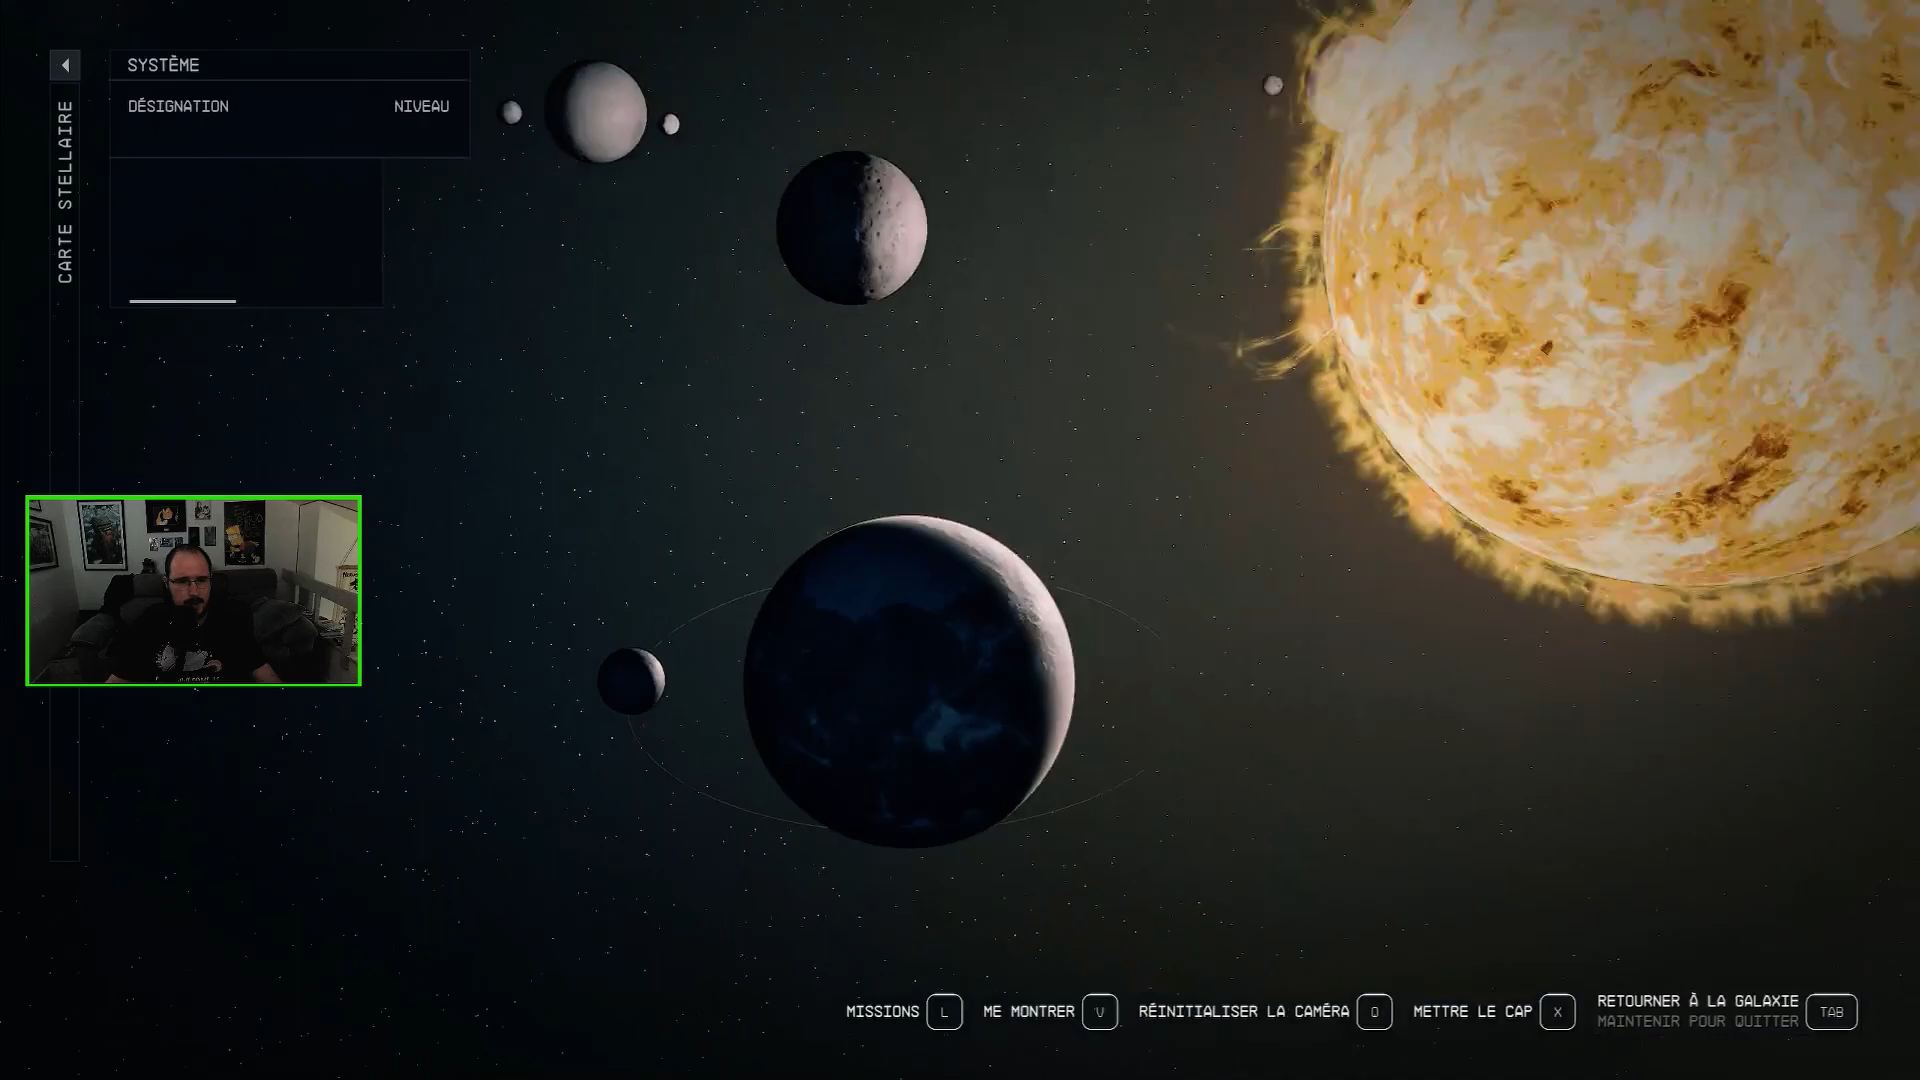 SYSTÈME
DÉSIGNATION NIVEAU
CARTE STELLAIRE
MISSIONS L
ME MONTRER V
RÉINITIALISER LA CAMÉRA O
METTRE LE CAP X
RETOURNER À LA GALAXIE
MAINTENIR POUR QUITTER
TAB